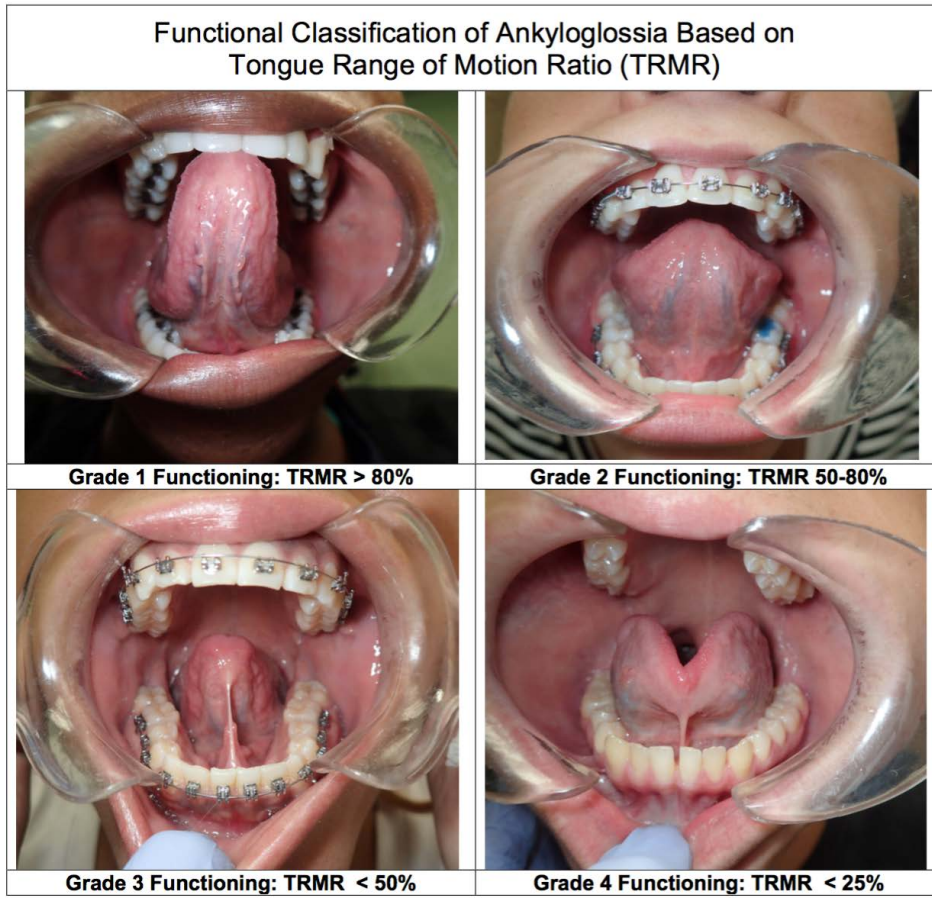 Functional Classification of Ankyloglossia Based on
Tongue Range of Motion Ratio (TRMR)
Grade 1 Functioning: TRMR > 80%
Grade 2 Functioning: TRMR 50-80%
Grade 3 Functioning: TRMR < 50%
Grade 4 Functioning: TRMR < 25%